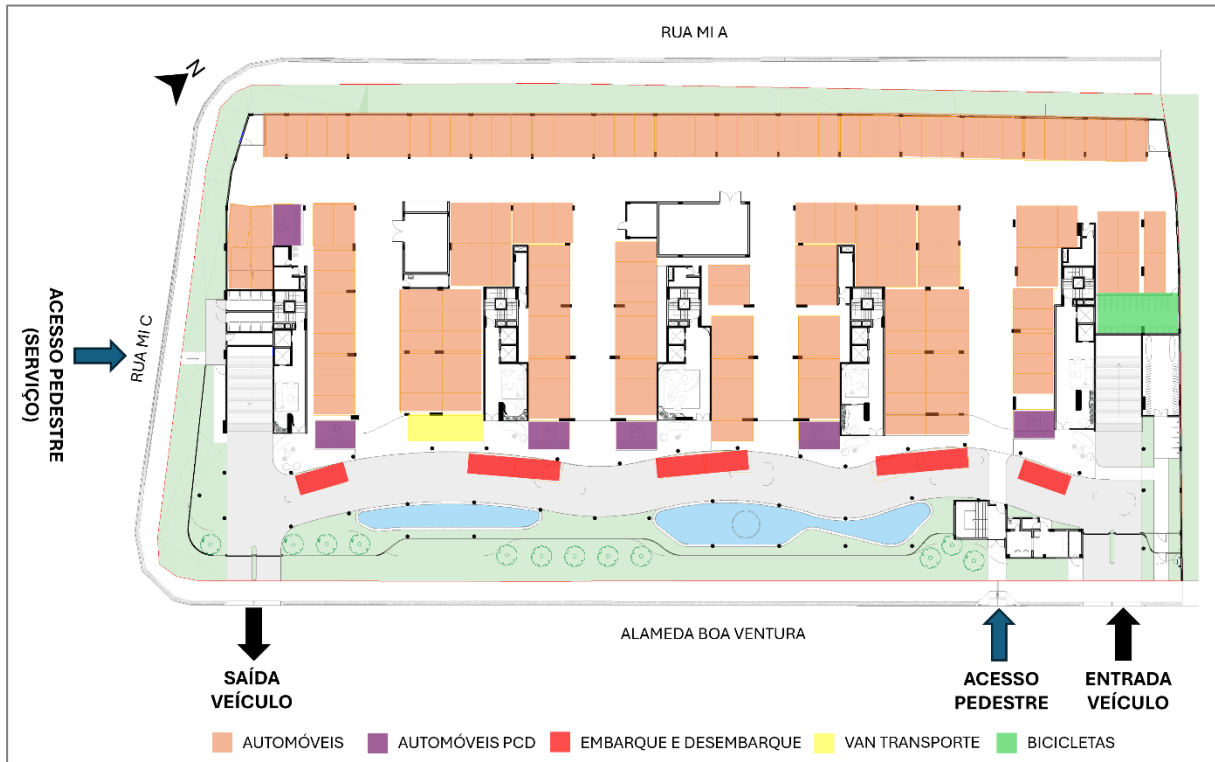 RUA MI A
N
ACESSO PEDESTRE
(SERVIÇO)
RUA MI C
ALAMEDA BOA VENTURA
SAÍDA
VEÍCULO
ACESSO
PEDESTRE
ENTRADA
VEÍCULO
AUTOMÓVEIS
AUTOMÓVEIS PCD
EMBARQUE E DESEMBARQUE
VAN TRANSPORTE
BICICLETAS